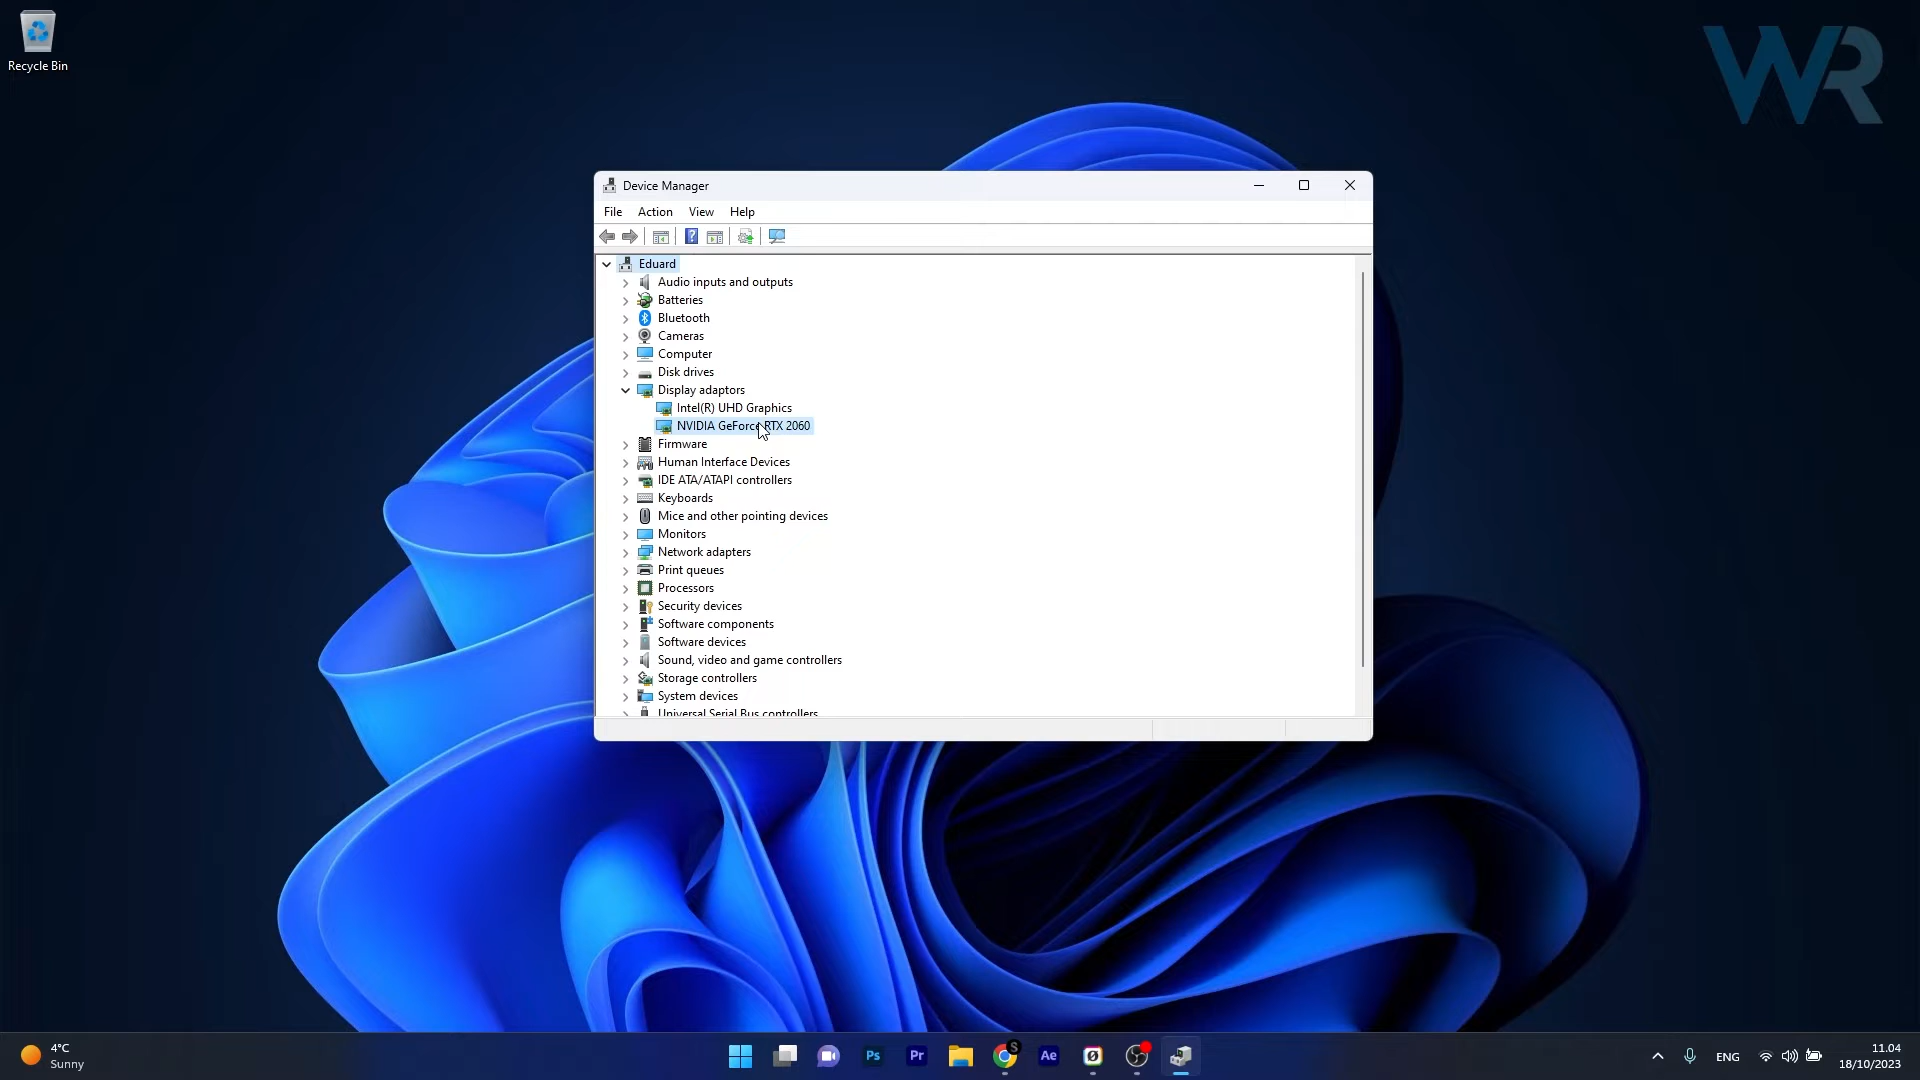 Recycle Bin
WR
Device Manager
File Action View Help
Eduard
Audio inputs and outputs
Batteries
Bluetooth
Cameras
Computer
Disk drives
Display adaptors
Intel(R) UHD Graphics
NVIDIA GeForce RTX 2060
Firmware
Human Interface Devices
IDE ATA/ATAPI controllers
Keyboards
Mice and other pointing devices
Monitors
Network adapters
Print queues
Processors
Security devices
Software components
Software devices
Sound, video and game controllers
Storage controllers
System devices
Universal Serial Bus controllers
4°C
Sunny
Ps
Pr
S
Ae
ENG
11.04
18/10/2023